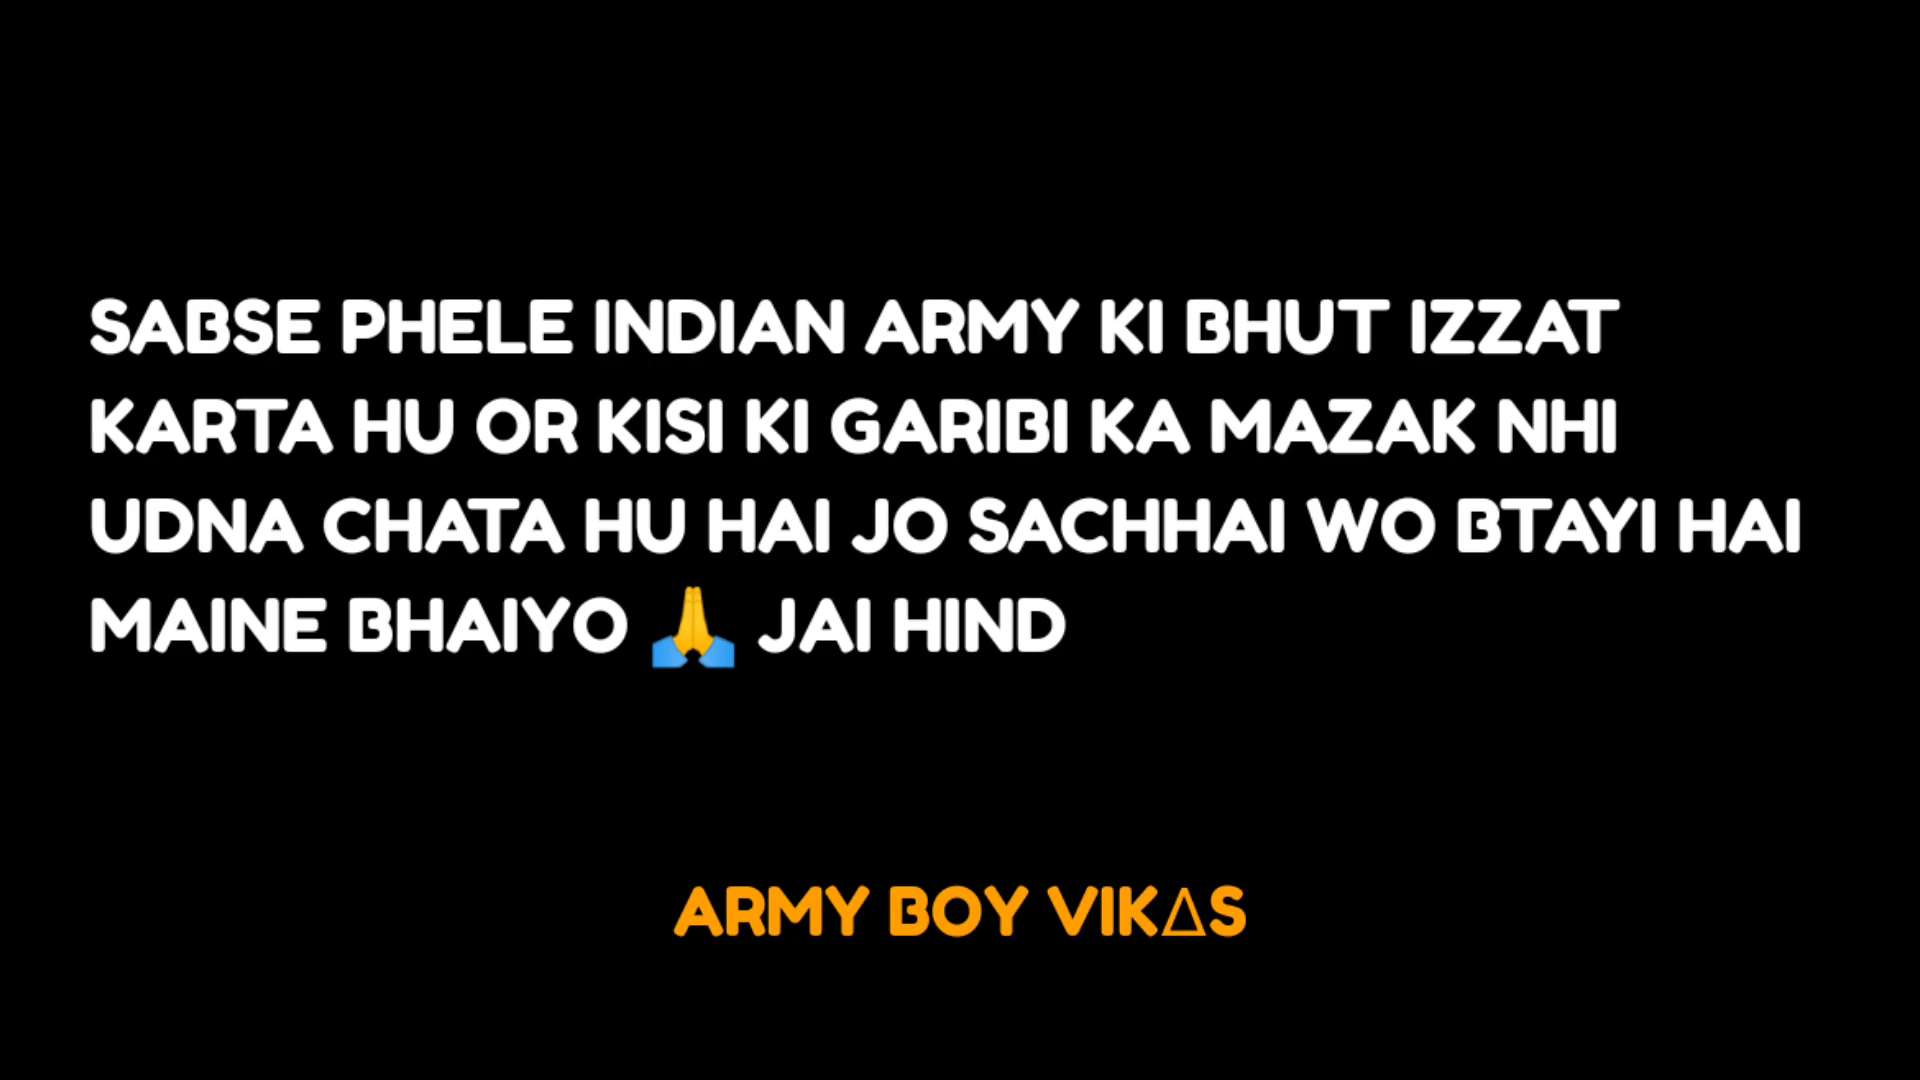 SABSE PHELE INDIAN ARMY KI BHUT IZZAT
KARTA HU OR KISI KI GARIBI KA MAZAK NHI
UDNA CHATA HU HAI JO SACHHAI WO BTAYI HAI
MAINE BHAIYO 🙏 JAI HIND
ARMY BOY VIKΔS